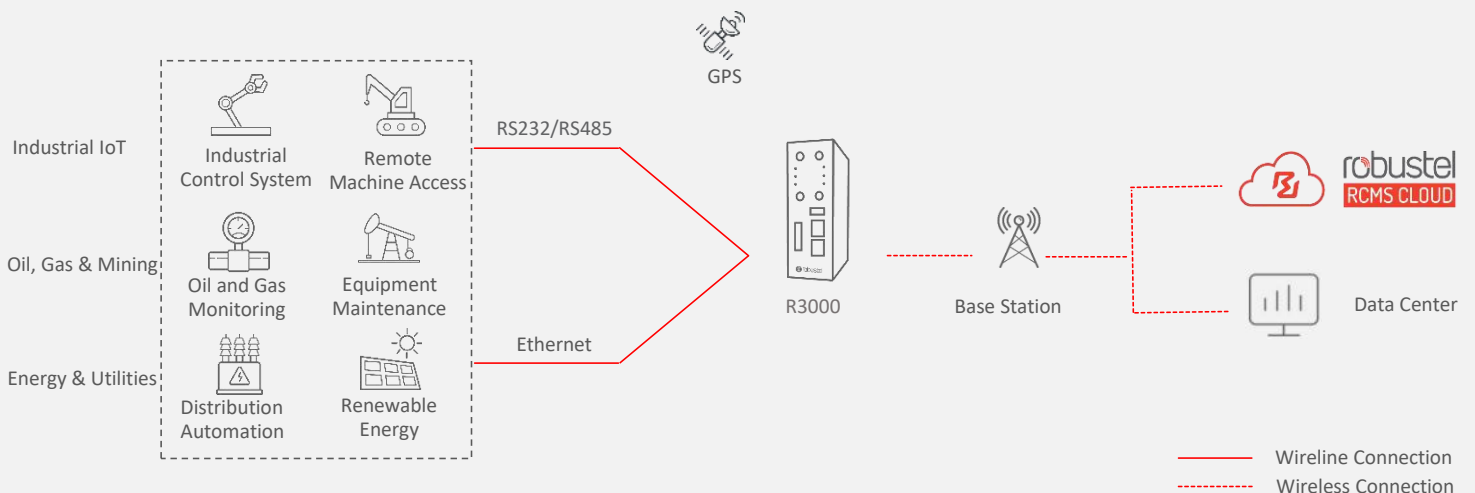 GPS
Industrial IoT
Industrial
Control System
Remote
Machine Access
RS232/RS485
Oil, Gas & Mining
Oil and Gas
Monitoring
Equipment
Maintenance
Energy & Utilities
Distribution
Automation
Renewable
Energy
Ethernet
robustel
R3000
Base Station
robustel
RCMS CLOUD
Data Center
Wireline Connection
Wireless Connection